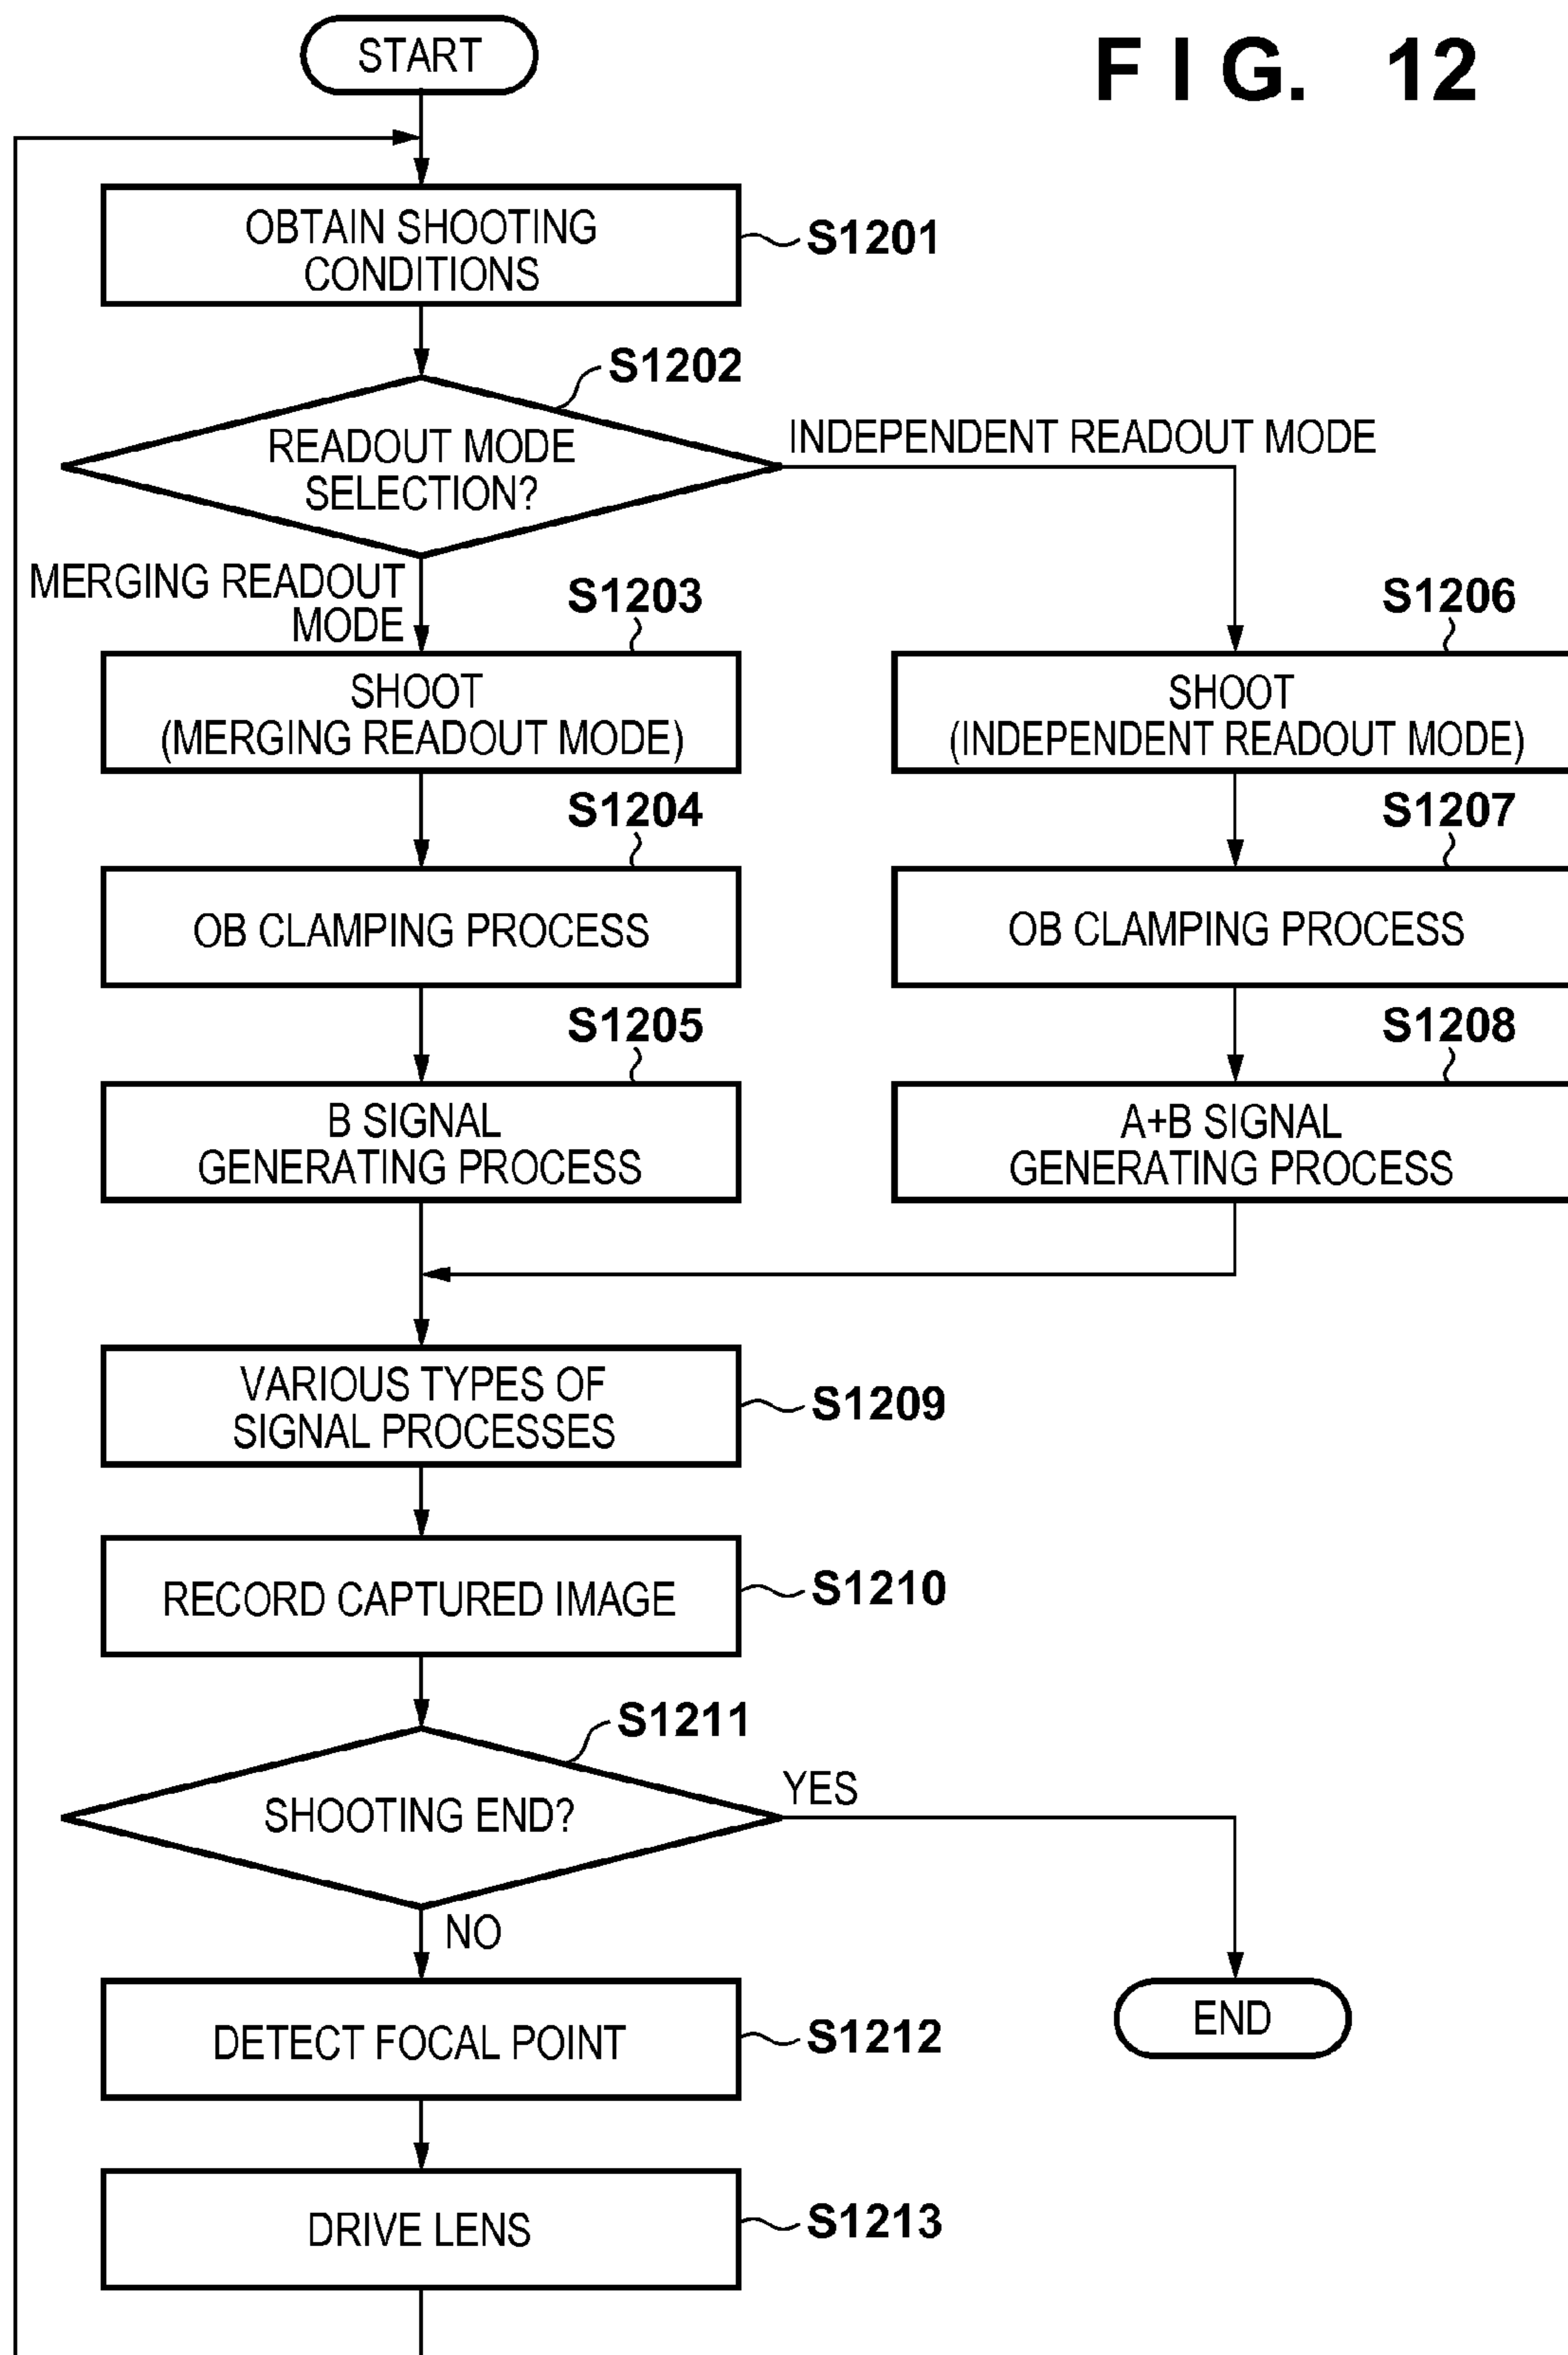 START
F I G. 12
OBTAIN SHOOTING
CONDITIONS
S1201
S1202
READOUT MODE
SELECTION?
INDEPENDENT READOUT MODE
MERGING READOUT
MODE
S1203
SHOOT
(MERGING READOUT MODE)
S1206
SHOOT
(INDEPENDENT READOUT MODE)
S1204
OB CLAMPING PROCESS
S1207
OB CLAMPING PROCESS
S1205
B SIGNAL
GENERATING PROCESS
S1208
A+B SIGNAL
GENERATING PROCESS
VARIOUS TYPES OF
SIGNAL PROCESSES
S1209
RECORD CAPTURED IMAGE
S1210
S1211
SHOOTING END?
YES
NO
END
DETECT FOCAL POINT
S1212
DRIVE LENS
S1213